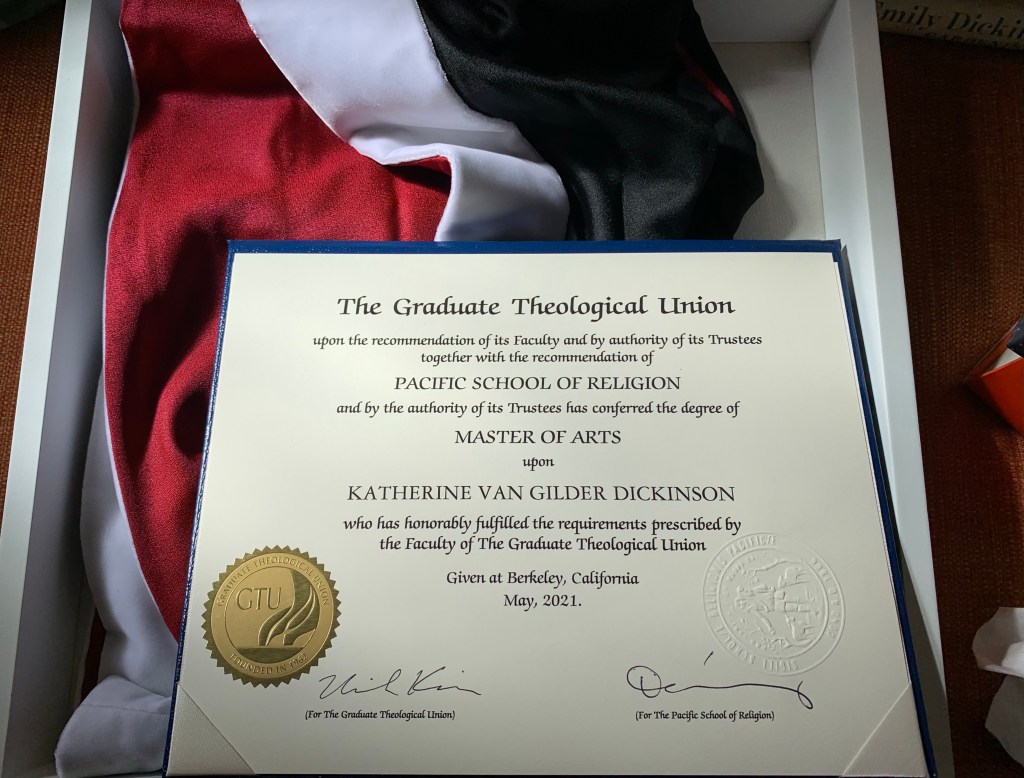 Emily Dickin
The Graduate Theological Union
upon the recommendation of its Faculty and by authority of its Trustees
together with the recommendation of
PACIFIC SCHOOL OF RELIGION
and by the authority of its Trustees has conferred the degree of
MASTER OF ARTS
upon
KATHERINE VAN GILDER DICKINSON
who has honorably fulfilled the requirements prescribed by
the Faculty of The Graduate Theological Union
Given at Berkeley, California
May, 2021.
GRADUATE THEOLOGICAL UNION
GTU
FOUNDED IN 1962
(For The Graduate Theological Union)
(For The Pacific School of Religion)